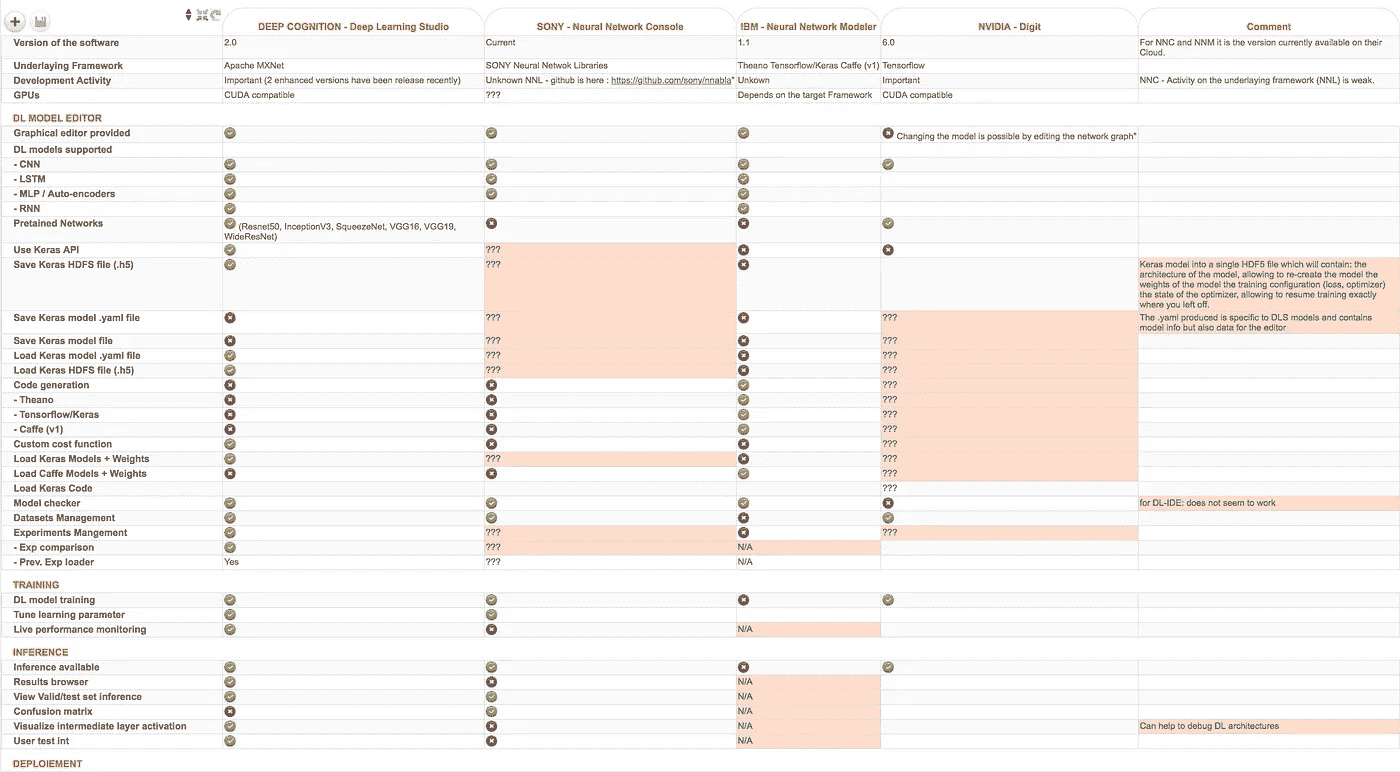 DEEP COGNITION - Deep Learning Studio SONY - Neural Network Console IBM - Neural Network Modeler NVIDIA - Digit Comment
Version of the software 2.0 Current 1.1 6.0 For NNC and NNM it is the version currently available on their
Cloud.
Underlaying Framework Apache MXNet SONY Neural Netwok Libraries Theano Tensorflow/Keras Caffe (v1) Tensorflow
Development Activity Important (2 enhanced versions have been release recently) Unknown NNL - github is here : https://github.com/sony/nnabla" Unkown Important NNC - Activity on the underlaying framework (NNL) is weak.
GPUs CUDA compatible ??? Depends on the target Framework CUDA compatible
DL MODEL EDITOR
Graphical editor provided Changing the model is possible by editing the network graph"
DL models supported
- CNN
- LSTM
- MLP / Auto-encoders
- RNN
Pretained Networks (Resnet50, InceptionV3, SqueezeNet, VGG16, VGG19,
WideResNet)
Use Keras API ???
Save Keras HDFS file (.h5) ??? Keras model into a single HDF5 file which will contain: the
architecture of the model, allowing to re-create the model the
weights of the model the training configuration (loss, optimizer)
the state of the optimizer, allowing to resume training exactly
where you left off.
Save Keras model .yaml file ??? ??? The .yaml produced is specific to DLS models and contains
model info but also data for the editor
Save Keras model file ??? ???
Load Keras model .yaml file ??? ???
Load Keras HDFS file (.h5) ??? ???
Code generation ???
- Theano ???
- Tensorflow/Keras ???
- Caffe (v1) ???
Custom cost function ???
Load Keras Models + Weights ??? ???
Load Caffe Models + Weights ???
Load Keras Code ???
Model checker for DL-IDE: does not seem to work
Datasets Management
Experiments Mangement ??? ???
- Exp comparison ??? N/A
- Prev. Exp loader Yes ??? N/A
TRAINING
DL model training
Tune learning parameter
Live performance monitoring N/A
INFERENCE
Inference available
Results browser N/A
View Valid/test set inference N/A
Confusion matrix N/A
Visualize intermediate layer activation N/A Can help to debug DL architectures
User test int N/A
DEPLOIEMENT